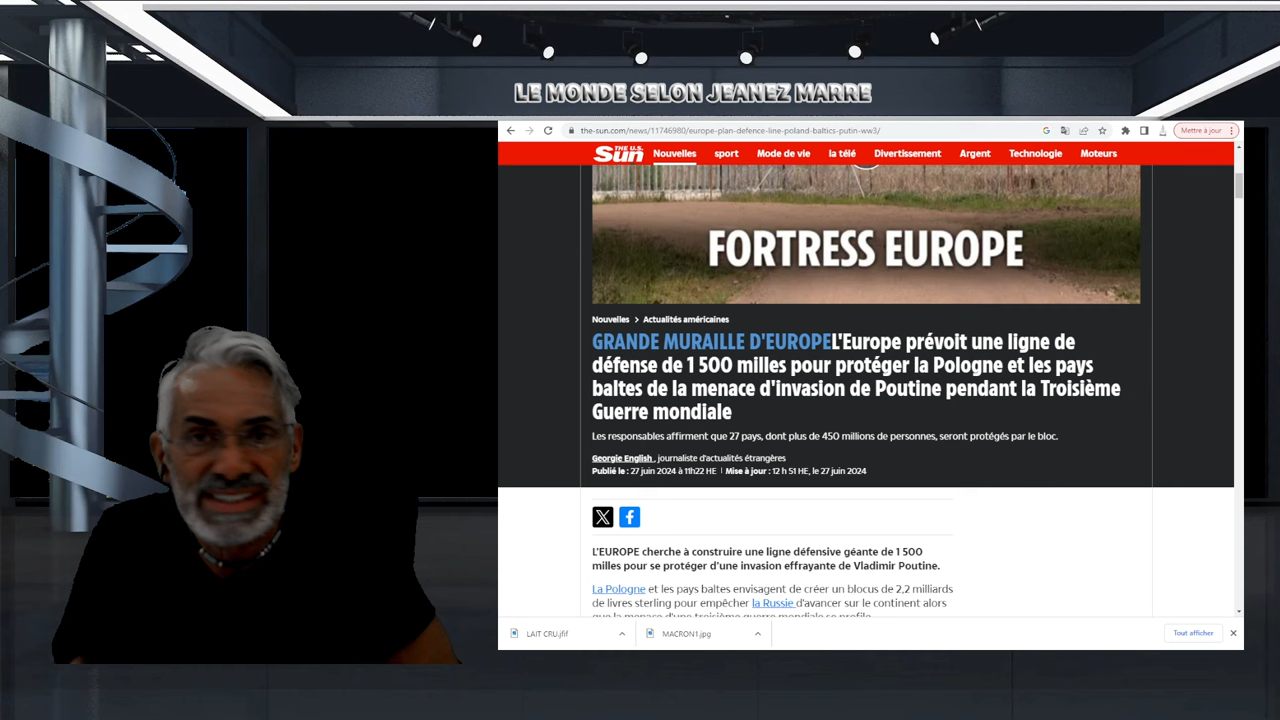 LE MONDE SELON JEANEZ MARRE
the-sun.com/news/11746980/europe-plan-defence-line-poland-baltics-putin-ww3/
Mettre à jour
THE U.S. Sun Nouvelles sport Mode de vie la télé Divertissement Argent Technologie Moteurs
FORTRESS EUROPE
Nouvelles > Actualités américaines
GRANDE MURAILLE D'EUROPEL'Europe prévoit une ligne de
défense de 1 500 milles pour protéger la Pologne et les pays
baltes de la menace d'invasion de Poutine pendant la Troisième
Guerre mondiale
Les responsables affirment que 27 pays, dont plus de 450 millions de personnes, seront protégés par le bloc.
Georgie English , journaliste d'actualités étrangères
Publié le : 27 juin 2024 à 11h22 HE | Mise à jour : 12 h 51 HE, le 27 juin 2024
L'EUROPE cherche à construire une ligne défensive géante de 1 500
milles pour se protéger d'une invasion effrayante de Vladimir Poutine.
La Pologne et les pays baltes envisagent de créer un blocus de 2,2 milliards
de livres sterling pour empêcher la Russie d'avancer sur le continent alors
que la menace d'une troisième guerre mondiale se profile.
LAIT CRU.jfif
MACRON1.jpg
Tout afficher